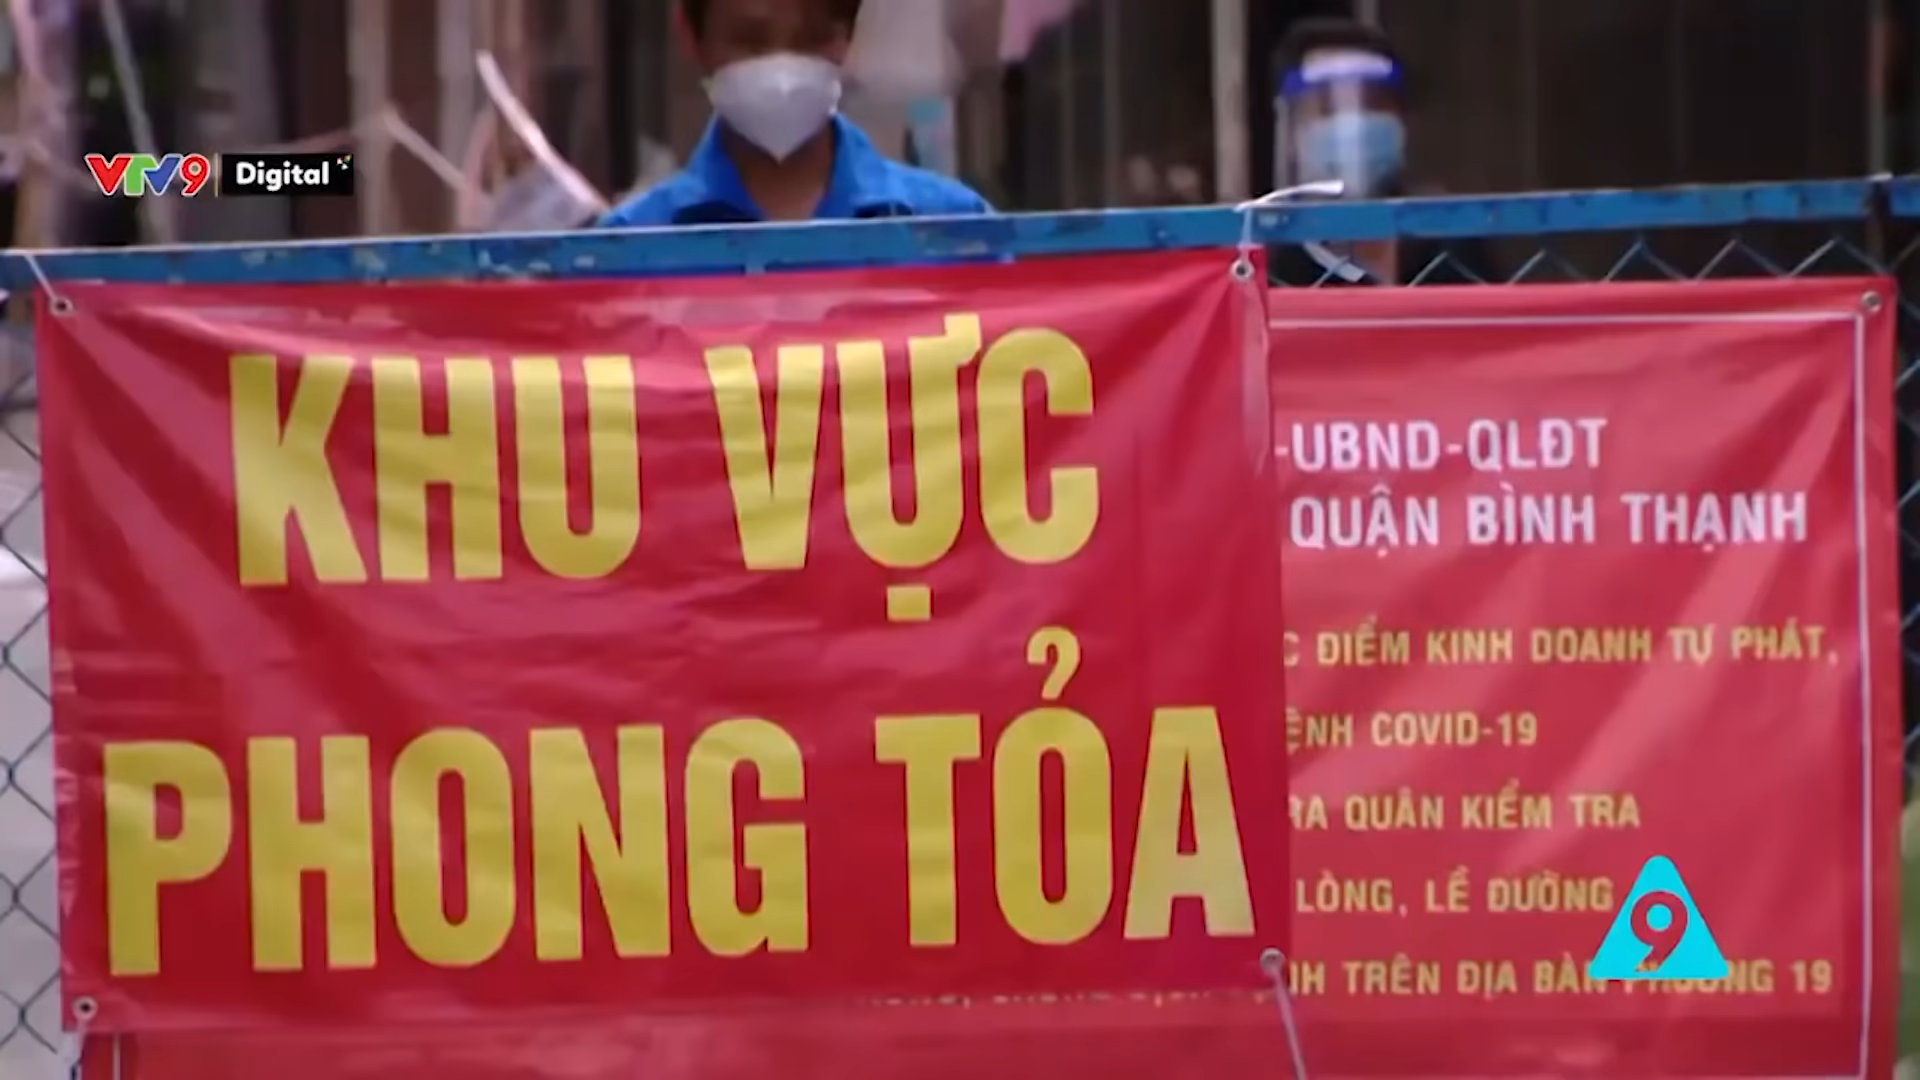 VTV9 Digital
KHU VỰC
PHONG TỎA
-UBND-QLĐT
QUẬN BÌNH THẠNH
ĐIỂM KINH DOANH TỰ PHÁT,
COVID-19
QUÂN KIỂM TRA
LÒNG, LỀ ĐƯỜNG
TRÊN ĐỊA BÀN PHƯỜNG 19
9